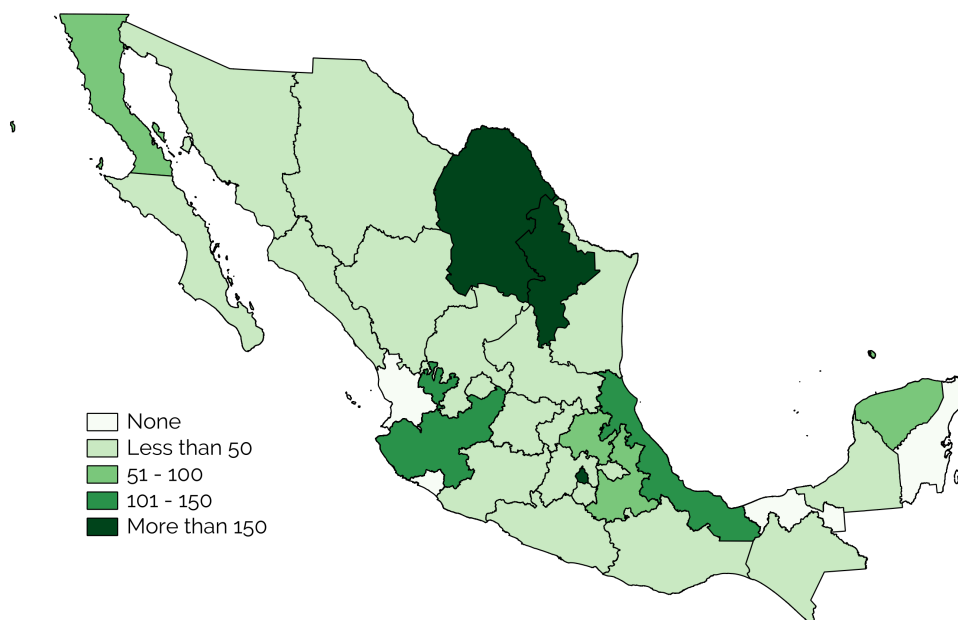 None
Less than 50
51 - 100
101 - 150
More than 150